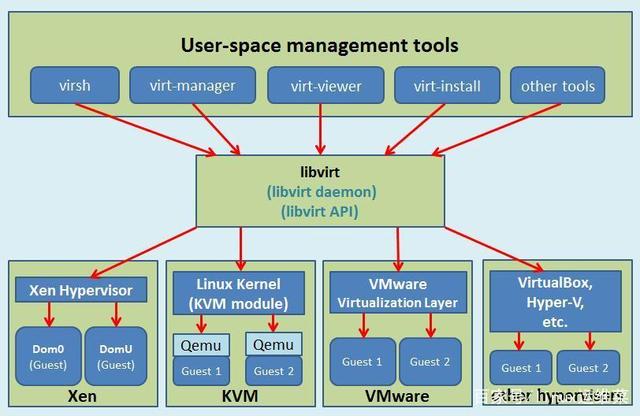 User-space management tools
virsh
virt-manager
virt-viewer
virt-install
other tools
libvirt
(libvirt daemon)
(libvirt API)
Xen Hypervisor
Dom0
(Guest)
DomU
(Guest)
Xen
Linux Kernel
(KVM module)
Qemu
Qemu
Guest 1
Guest 2
KVM
VMware
Virtualization Layer
Guest 1
Guest 2
VMware
VirtualBox,
Hyper-V,
etc.
Guest 1
Guest 2
other hypervisors